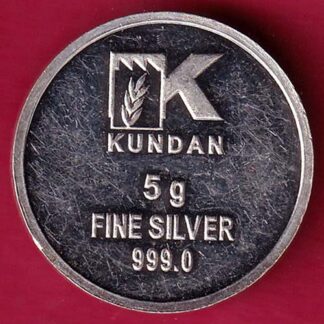 K
KUNDAN
5 g
FINE SILVER
999.0